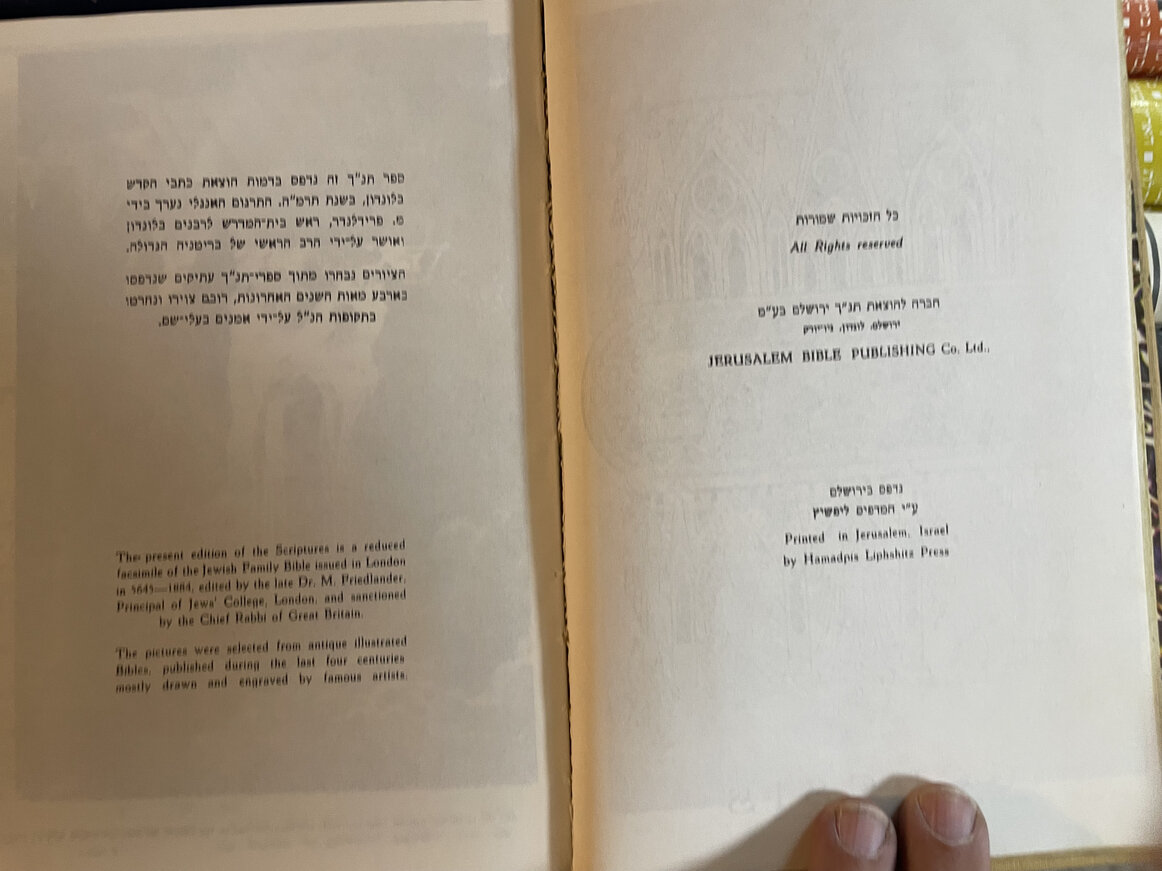 ספר תנ"ך זה נדפס בדמות הוצאת כתבי הקדש
בלונדון, בשנת תרמ"ה. התרגום האנגלי נערך בידי
מ. פרידלנדר, ראש בית־המדרש לרבנים בלונדון
ואושר על־ידי הרב הראשי של בריטניה הגדולה.
הציורים נבחרו מתוך ספרי־תנ"ך עתיקים שנדפסו
בארבע מאות השנים האחרונות, רובם צוירו ונחרטו
בתקופות הנ"ל על־ידי אמנים בעלי־שם.
The present edition of the Scriptures is a reduced
facsimile of the Jewish Family Bible issued in London
in 5645—1884, edited by the late Dr. M. Friedlander,
Principal of Jews' College, London, and sanctioned
by the Chief Rabbi of Great Britain.
The pictures were selected from antique illustrated
Bibles, published during the last four centuries
mostly drawn and engraved by famous artists.
כל הזכויות שמורות
All Rights reserved
חברה להוצאת תנ"ך ירושלם בע"מ
ירושלם, לונדון, ניו־יורק
JERUSALEM BIBLE PUBLISHING Co. Ltd.,
נדפס בירושלם
ע"י המדפיס ליפשיץ
Printed in Jerusalem, Israel
by Hamadpis Liphshitz Press